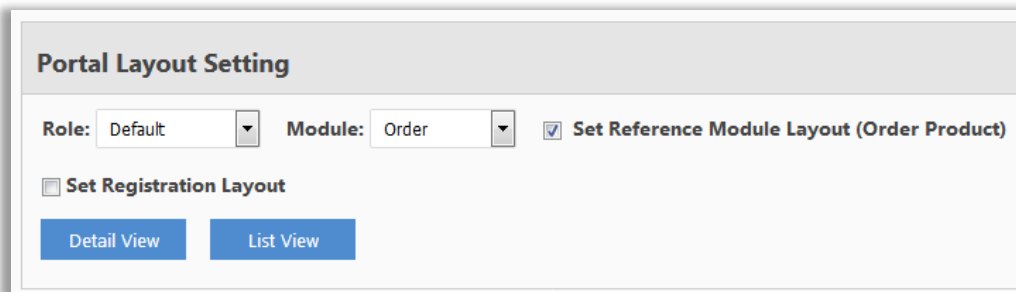 Portal Layout Setting
Role: Default Module: Order Set Reference Module Layout (Order Product)
Set Registration Layout
Detail View List View